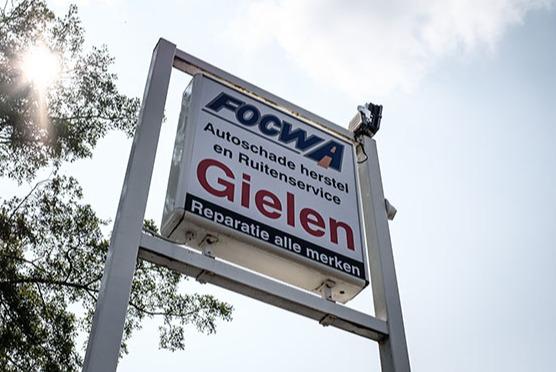 FOCWA
Autoschade herstel
en Ruitenservice
Gielen
Reparatie alle merken